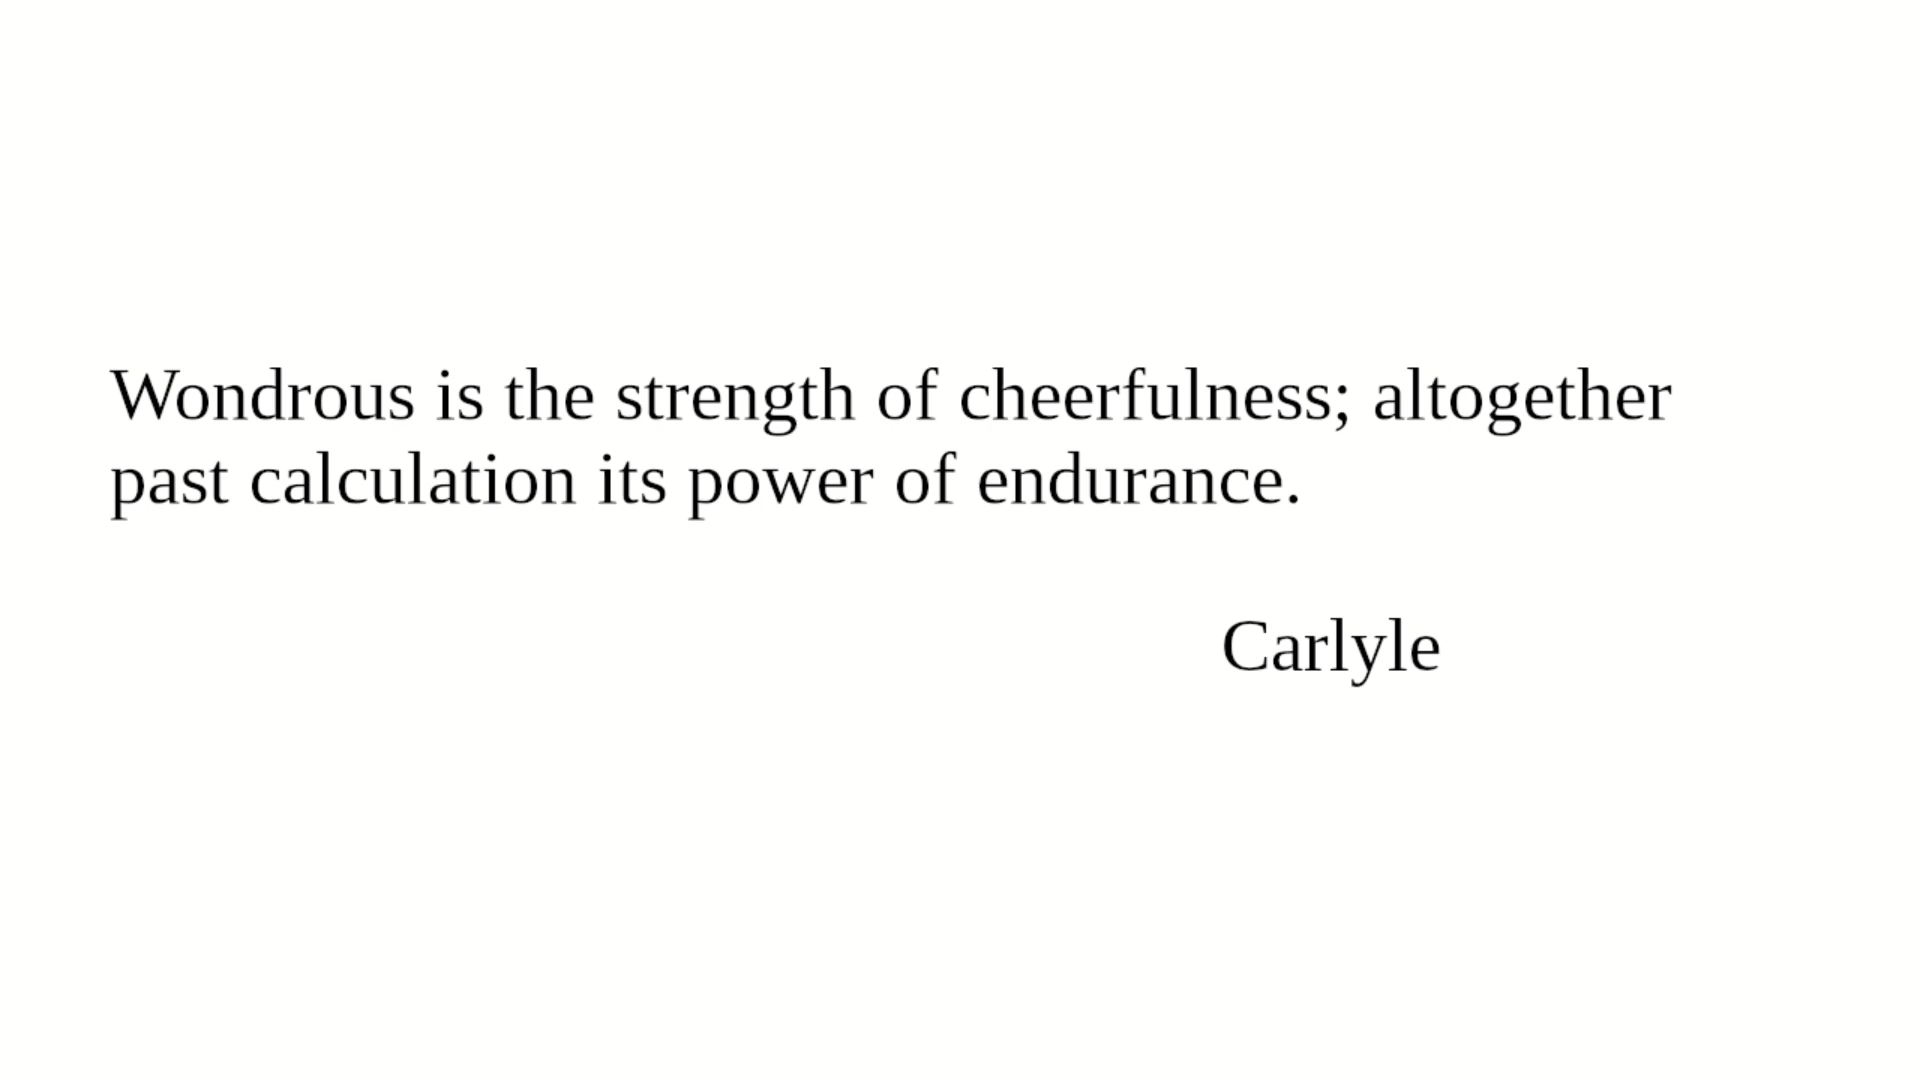 Wondrous is the strength of cheerfulness; altogether
past calculation its power of endurance.
Carlyle